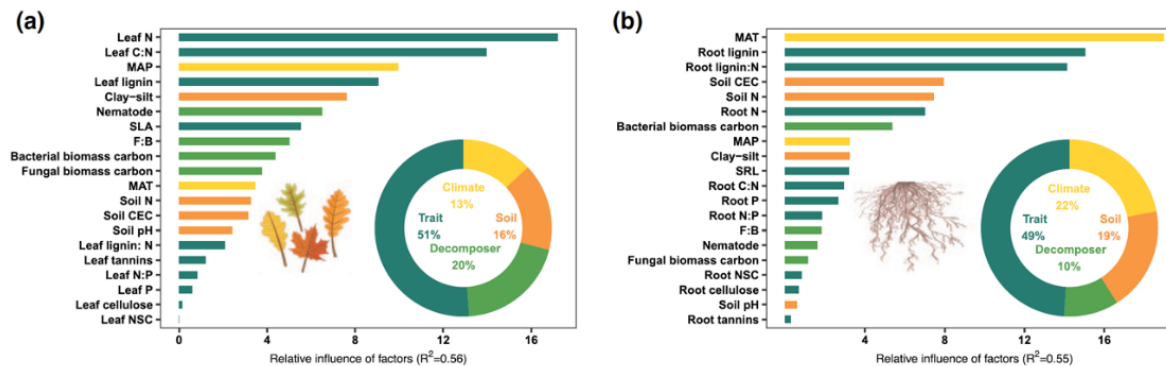 (a)
Leaf N
Leaf C:N
MAP
Leaf lignin
Clay−silt
Nematode
SLA
F:B
Bacterial biomass carbon
Fungal biomass carbon
MAT
Soil N
Soil CEC
Soil pH
Leaf lignin: N
Leaf tannins
Leaf N:P
Leaf P
Leaf cellulose
Leaf NSC
Climate
13%
Trait
51%
Soil
16%
Decomposer
20%
0 4 8 12 16
Relative influence of factors (R²=0.56)
(b)
MAT
Root lignin
Root lignin:N
Soil CEC
Soil N
Root N
Bacterial biomass carbon
MAP
Clay−silt
SRL
Root C:N
Root P
Root N:P
F:B
Nematode
Fungal biomass carbon
Root NSC
Root cellulose
Soil pH
Root tannins
Climate
22%
Trait
49%
Soil
19%
Decomposer
10%
4 8 12 16
Relative influence of factors (R²=0.55)